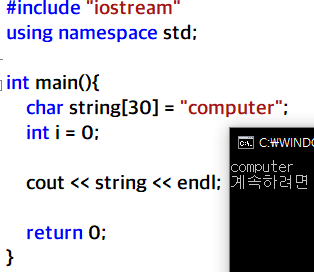 #include "iostream"
using namespace std;
int main(){
char string[30] = "computer";
int i = 0;
cout << string << endl;
return 0;
}
C:₩WINDO
computer
계속하려면